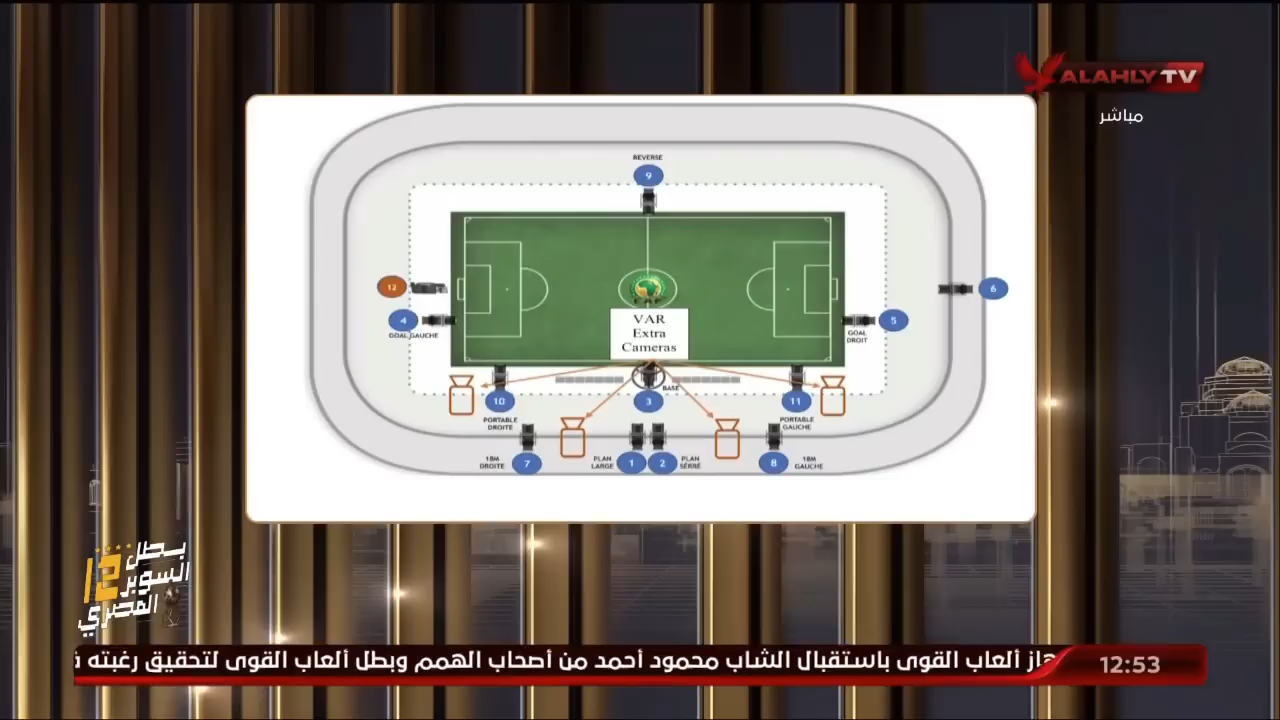 ALAHLY TV
مباشر
REVERSE
9
12
6
4
GOAL GAUCHE
5
GOAL
DROIT
VAR
Extra
Cameras
BASE
3
10
PORTABLE
DROITE
11
PORTABLE
GAUCHE
18M
DROITE
7
PLAN
LARGE
1
2
PLAN
SERRÉ
8
18M
GAUCHE
بطل
السوبر 12
المصري
ألعاب القوى باستقبال الشاب محمود أحمد من أصحاب الهمم وبطل ألعاب القوى لتحقيق رغبته
12:53